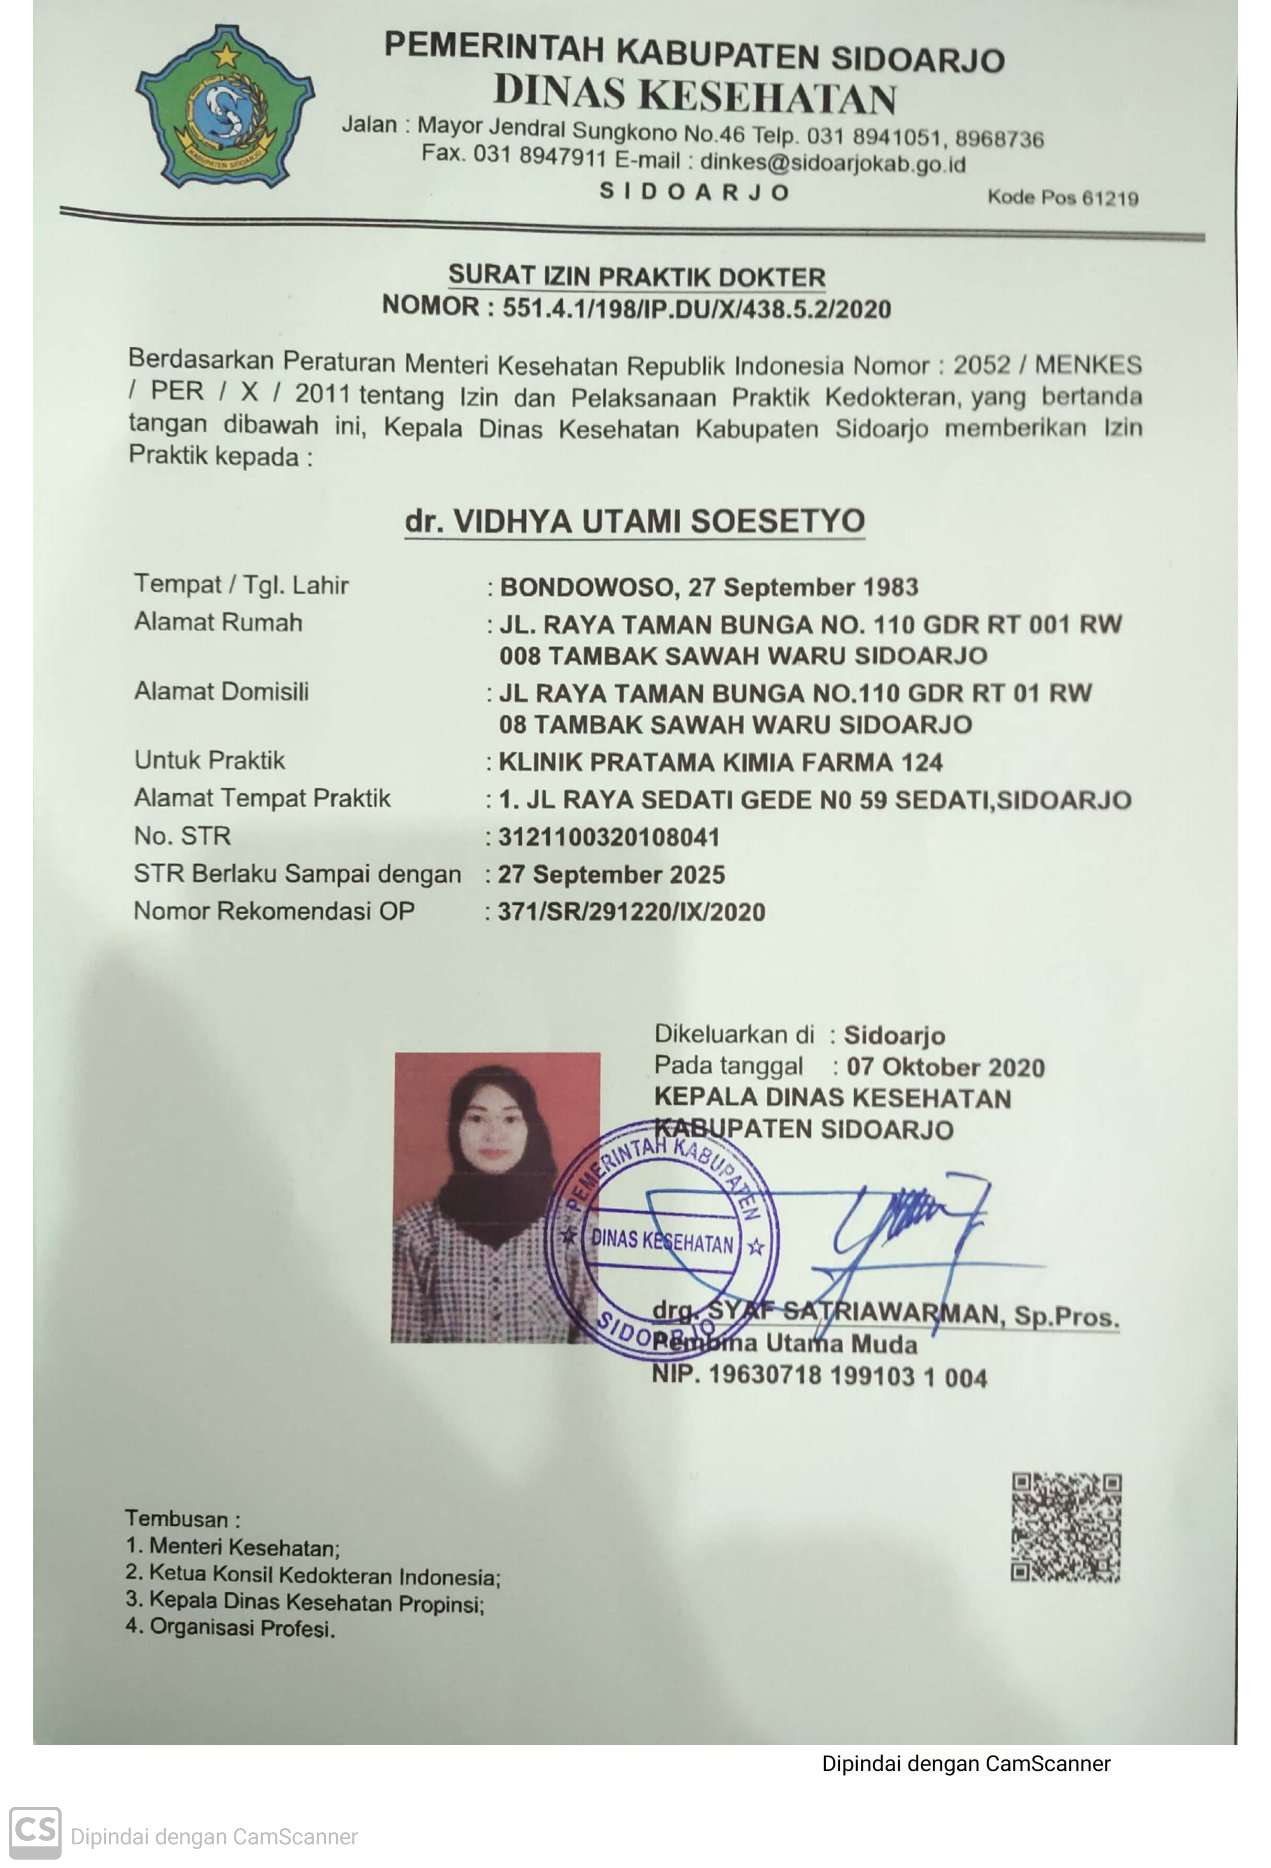 PEMERINTAH KABUPATEN SIDOARJO
DINAS KESEHATAN
Jalan : Mayor Jendral Sungkono No.46 Telp. 031 8941051, 8968736
Fax. 031 8947911 E-mail : dinkes@sidoarjokab.go.id
S I D O A R J O
Kode Pos 61219
KABUPATEN SIDOARJO
SURAT IZIN PRAKTIK DOKTER
NOMOR : 551.4.1/198/IP.DU/X/438.5.2/2020
Berdasarkan Peraturan Menteri Kesehatan Republik Indonesia Nomor : 2052 / MENKES
/ PER / X / 2011 tentang Izin dan Pelaksanaan Praktik Kedokteran, yang bertanda
tangan dibawah ini, Kepala Dinas Kesehatan Kabupaten Sidoarjo memberikan Izin
Praktik kepada :
dr. VIDHYA UTAMI SOESETYO
Tempat / Tgl. Lahir : BONDOWOSO, 27 September 1983
Alamat Rumah : JL. RAYA TAMAN BUNGA NO. 110 GDR RT 001 RW
008 TAMBAK SAWAH WARU SIDOARJO
Alamat Domisili : JL RAYA TAMAN BUNGA NO.110 GDR RT 01 RW
08 TAMBAK SAWAH WARU SIDOARJO
Untuk Praktik : KLINIK PRATAMA KIMIA FARMA 124
Alamat Tempat Praktik : 1. JL RAYA SEDATI GEDE N0 59 SEDATI,SIDOARJO
No. STR : 3121100320108041
STR Berlaku Sampai dengan : 27 September 2025
Nomor Rekomendasi OP : 371/SR/291220/IX/2020
Dikeluarkan di : Sidoarjo
Pada tanggal : 07 Oktober 2020
KEPALA DINAS KESEHATAN
KABUPATEN SIDOARJO
PEMERINTAH KABUPATEN
DINAS KESEHATAN
SIDOARJO
drg. SYAF SATRIAWARMAN, Sp.Pros.
Pembina Utama Muda
NIP. 19630718 199103 1 004
Tembusan :
1. Menteri Kesehatan;
2. Ketua Konsil Kedokteran Indonesia;
3. Kepala Dinas Kesehatan Propinsi;
4. Organisasi Profesi.
Dipindai dengan CamScanner
CS Dipindai dengan CamScanner